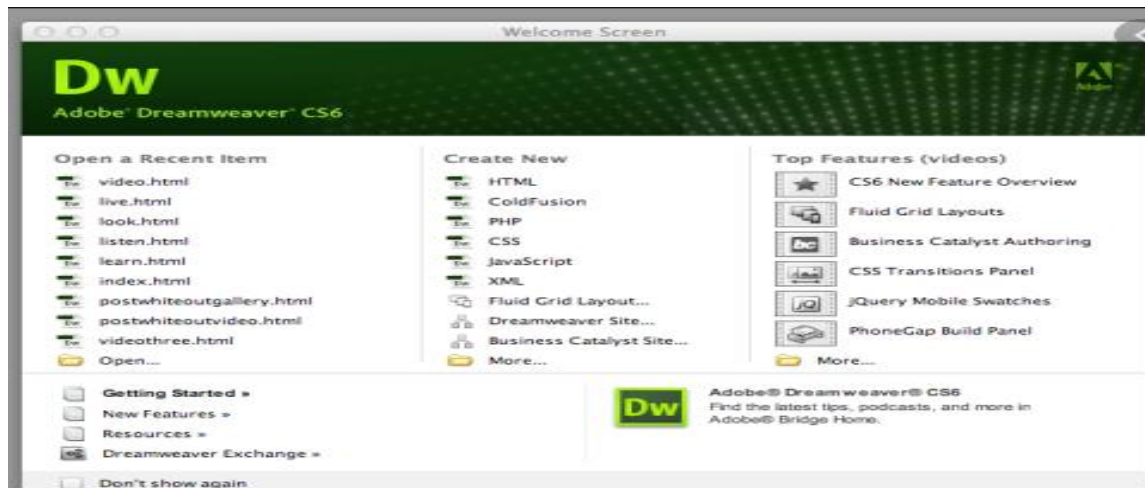 Welcome Screen
Dw
Adobe® Dreamweaver® CS6
Adobe
Open a Recent Item
video.html
live.html
look.html
listen.html
learn.html
index.html
postwhiteoutgallery.html
postwhiteoutvideo.html
videothree.html
Open...
Create New
HTML
ColdFusion
PHP
CSS
JavaScript
XML
Fluid Grid Layout...
Dreamweaver Site...
Business Catalyst Site...
More...
Top Features (videos)
CS6 New Feature Overview
Fluid Grid Layouts
bc
Business Catalyst Authoring
CSS Transitions Panel
jQ
jQuery Mobile Swatches
PhoneGap Build Panel
More...
Getting Started »
New Features »
Resources »
Dreamweaver Exchange »
Dw
Adobe® Dreamweaver® CS6
Find the latest tips, podcasts, and more in
Adobe® Bridge Home.
Don't show again